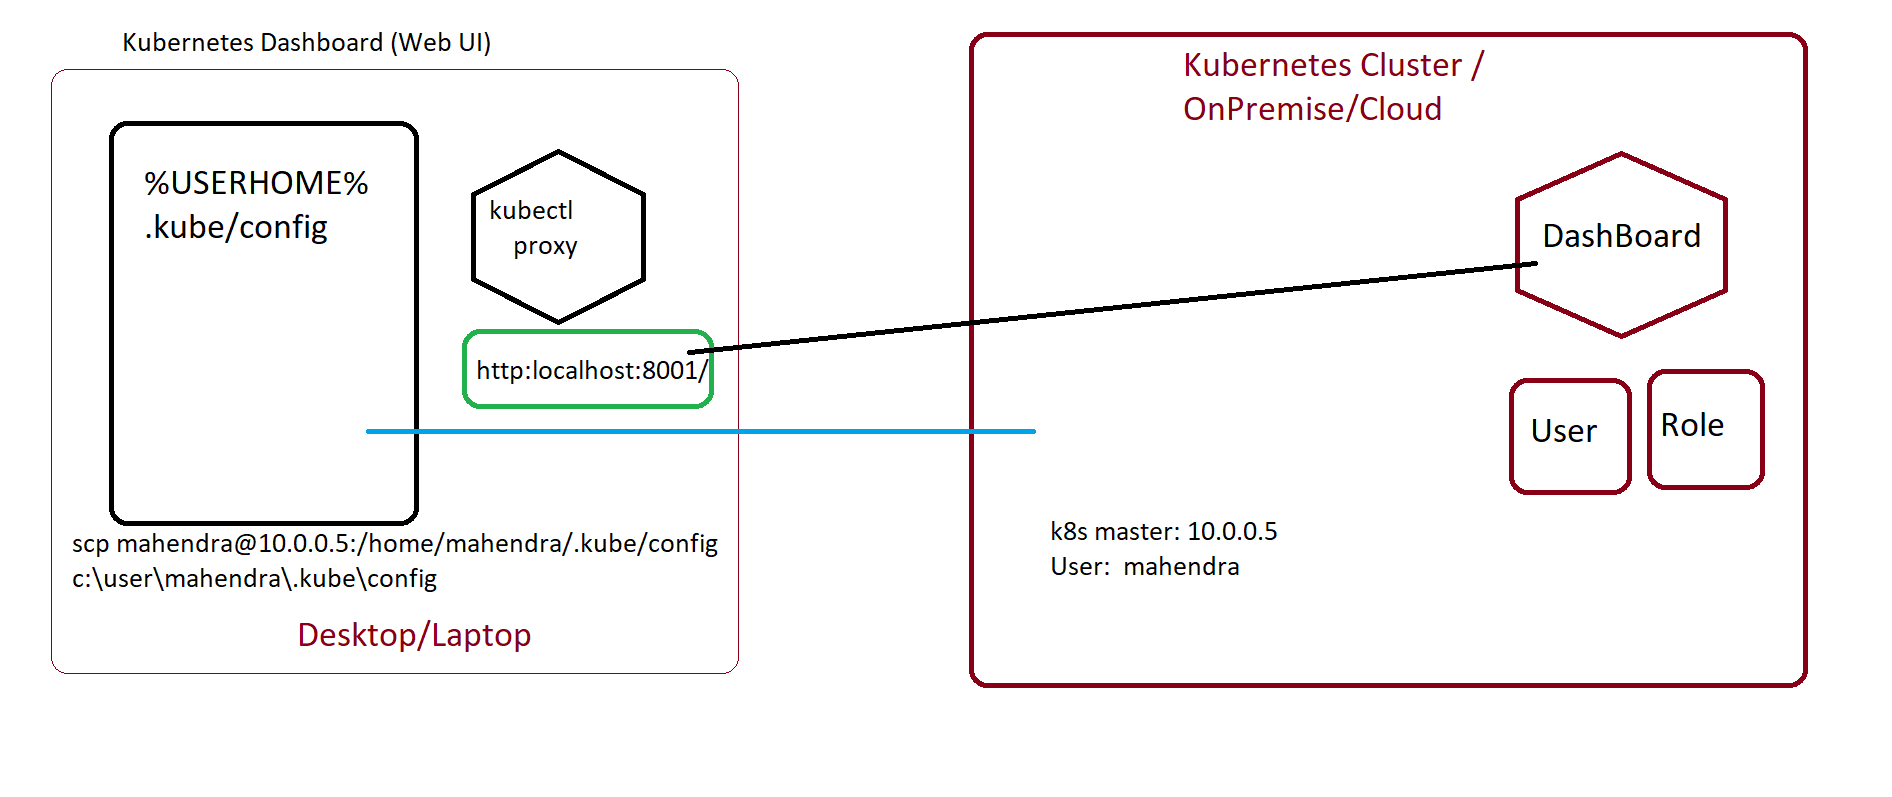 Kubernetes Dashboard (Web UI)
%USERHOME%
.kube/config
kubectl
proxy
http:localhost:8001/
scp mahendra@10.0.0.5:/home/mahendra/.kube/config
c:\user\mahendra\.kube\config
Desktop/Laptop
Kubernetes Cluster /
OnPremise/Cloud
DashBoard
User
Role
k8s master: 10.0.0.5
User:  mahendra